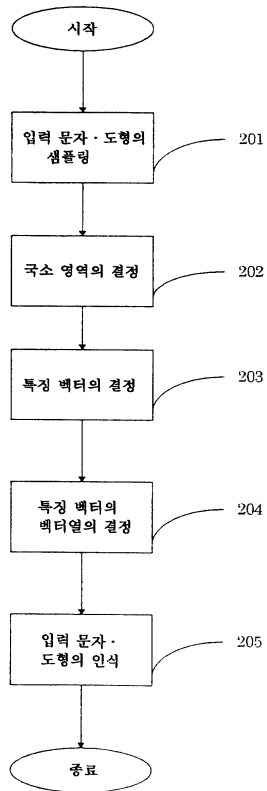 시작
입력 문자 · 도형의
샘플링
201
국소 영역의 결정
202
특징 벡터의 결정
203
특징 벡터의
벡터열의 결정
204
입력 문자 ·
도형의 인식
205
종료